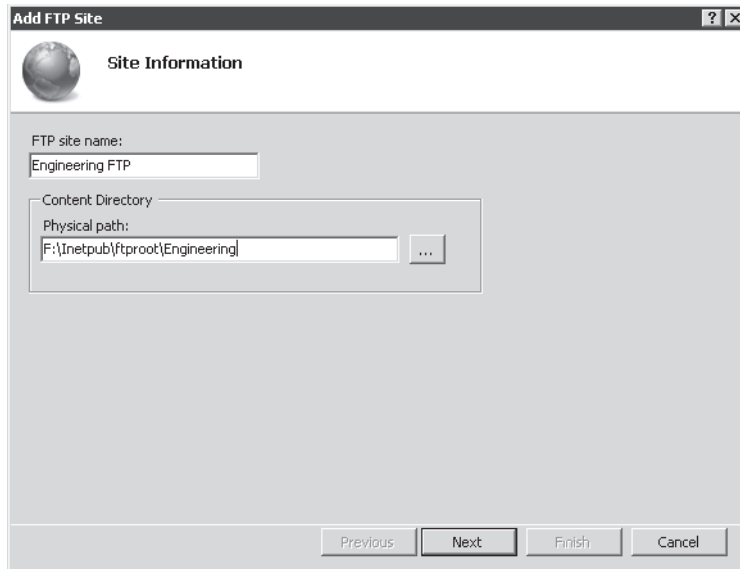 Add FTP Site
Site Information
FTP site name:
Engineering FTP
Content Directory
Physical path:
F:\Inetpub\ftproot\Engineering
...
Previous Next Finish Cancel